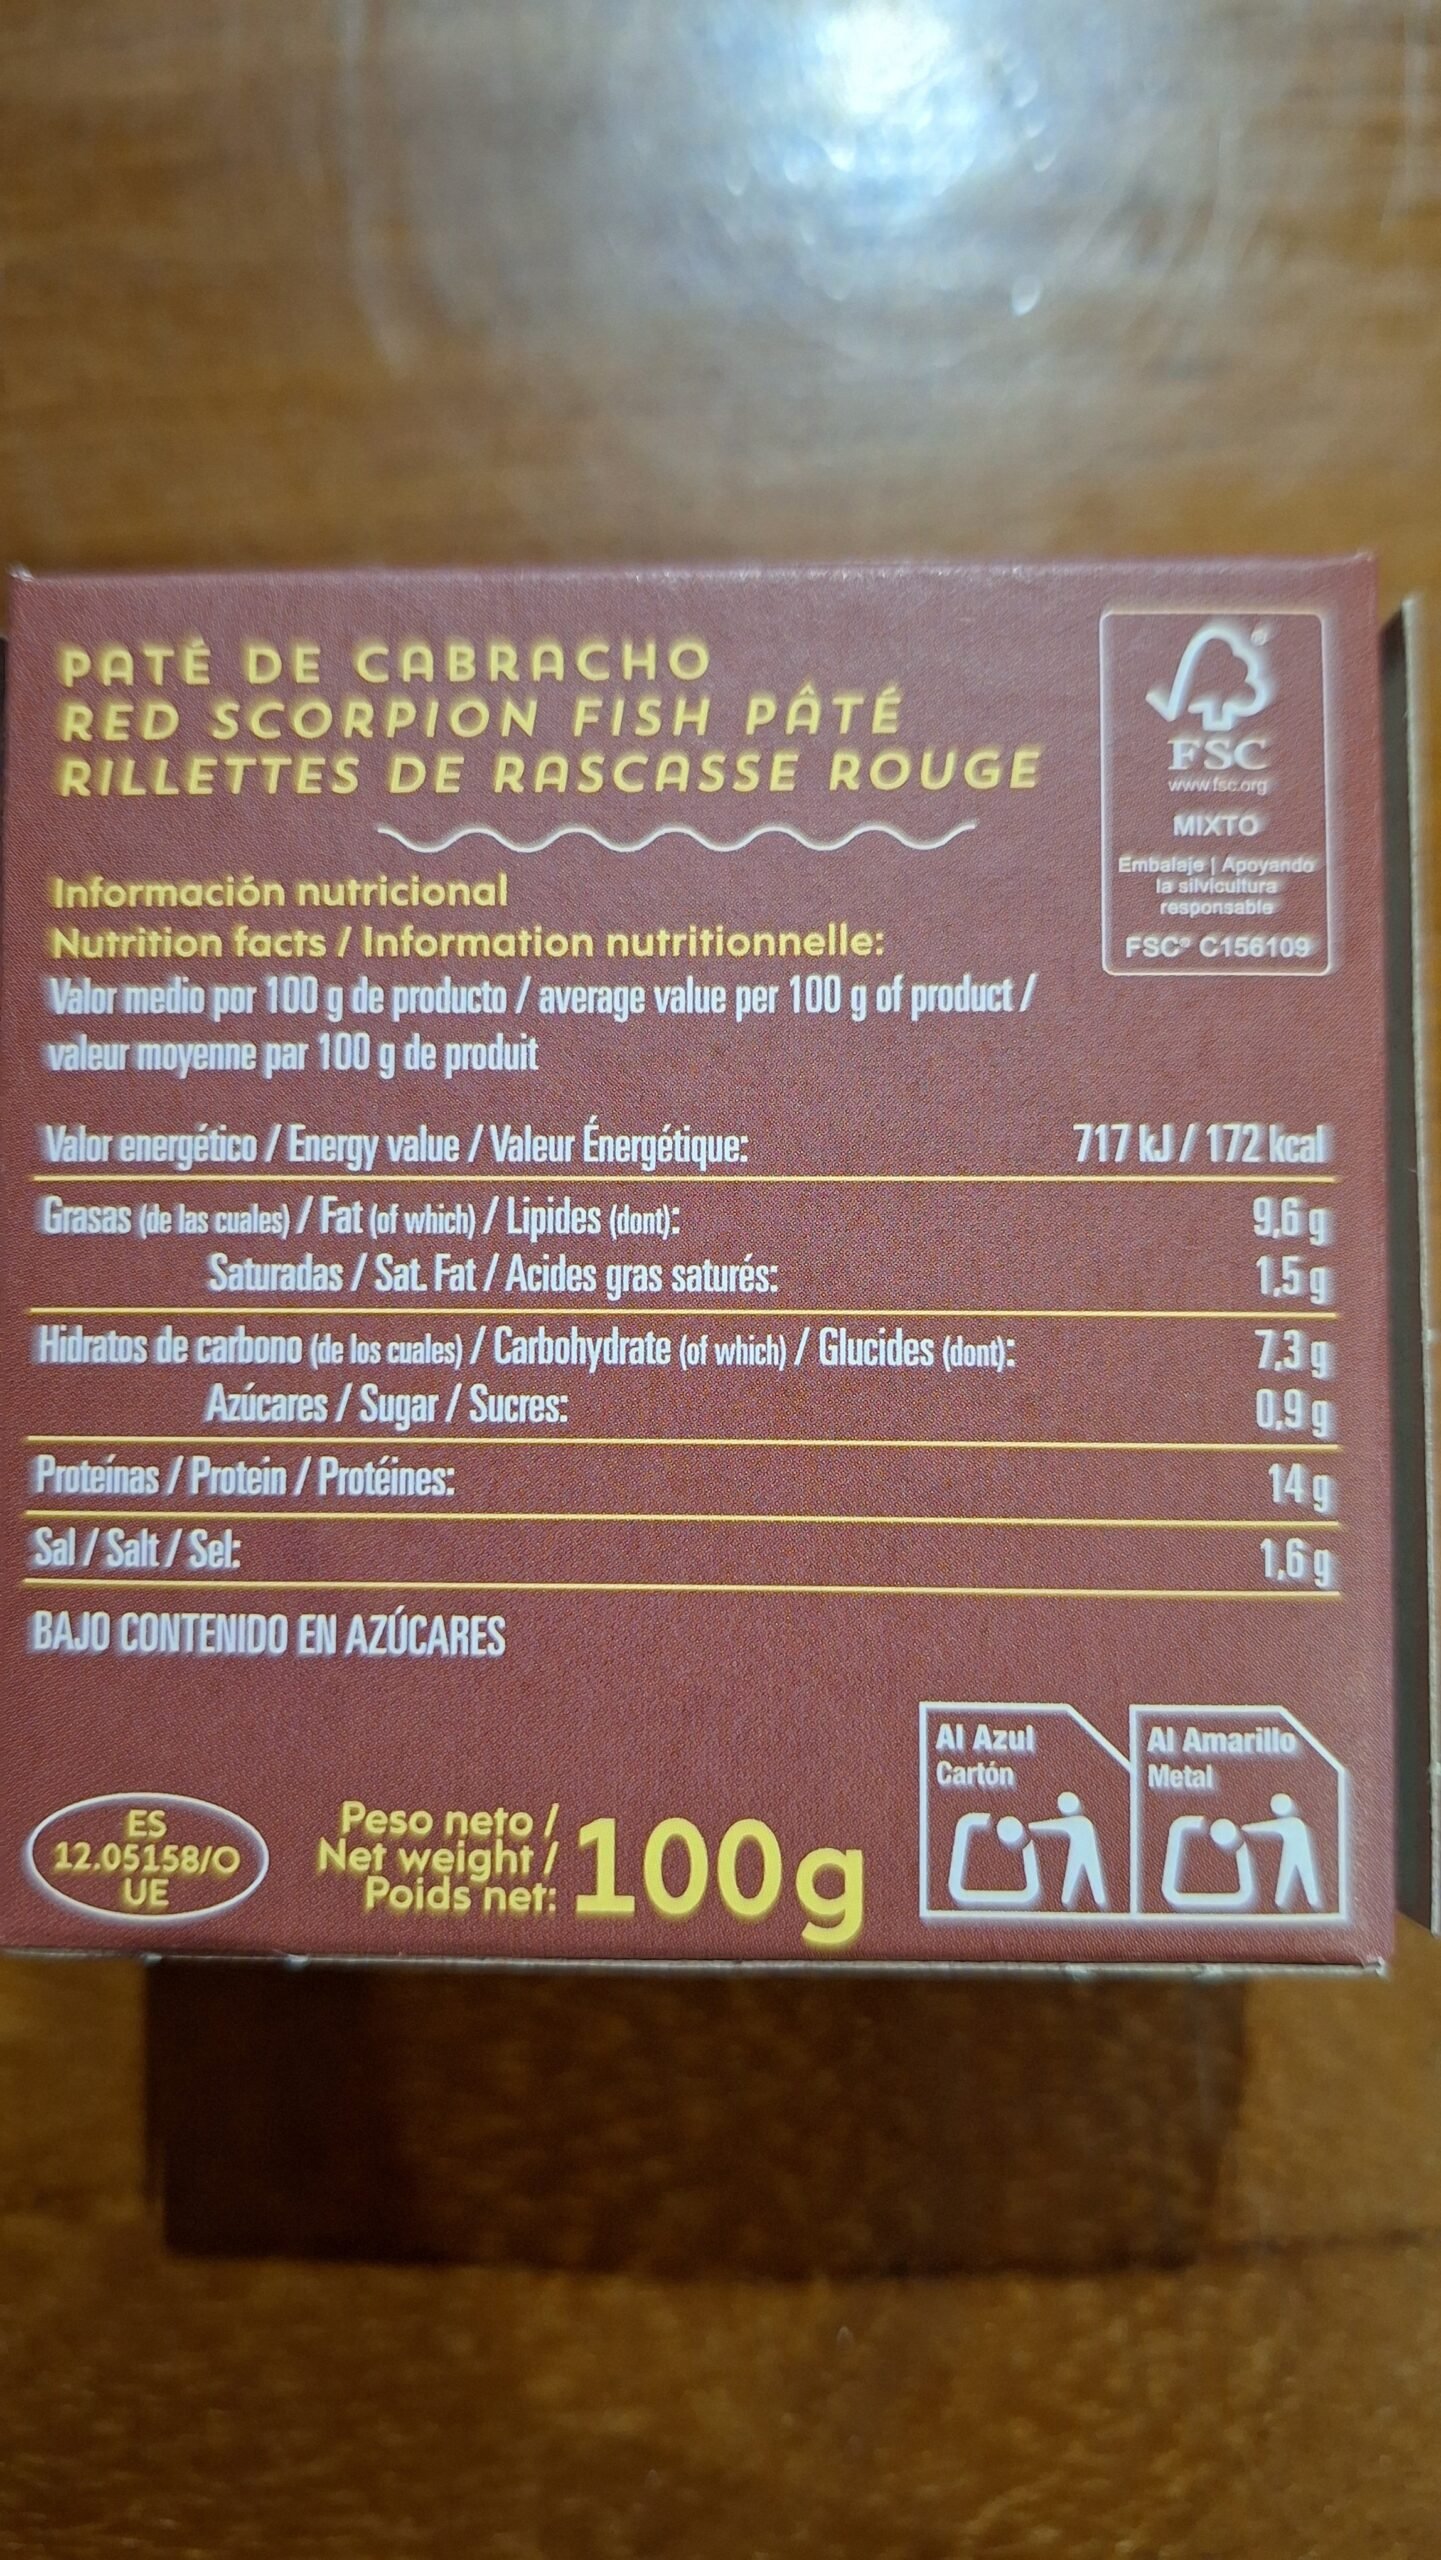 PATÉ DE CABRACHO
RED SCORPION FISH PÂTÉ
RILLETTES DE RASCASSE ROUGE
FSC
www.fsc.org
MIXTO
Embalaje | Apoyando
la silvicultura
responsable
FSC® C156109
Información nutricional
Nutrition facts / Information nutritionnelle:
Valor medio por 100 g de producto / average value per 100 g of product /
valeur moyenne par 100 g de produit
Valor energético / Energy value / Valeur Énergétique: 717 kJ / 172 kcal
Grasas (de las cuales) / Fat (of which) / Lipides (dont): 9,6 g
Saturadas / Sat. Fat / Acides gras saturés: 1,5 g
Hidratos de carbono (de los cuales) / Carbohydrate (of which) / Glucides (dont): 7,3 g
Azúcares / Sugar / Sucres: 0,9 g
Proteínas / Protein / Protéines: 14 g
Sal / Salt / Sel: 1,6 g
BAJO CONTENIDO EN AZÚCARES
ES
12.05158/O
UE
Peso neto /
Net weight /
Poids net:
100g
Al Azul
Cartón
Al Amarillo
Metal